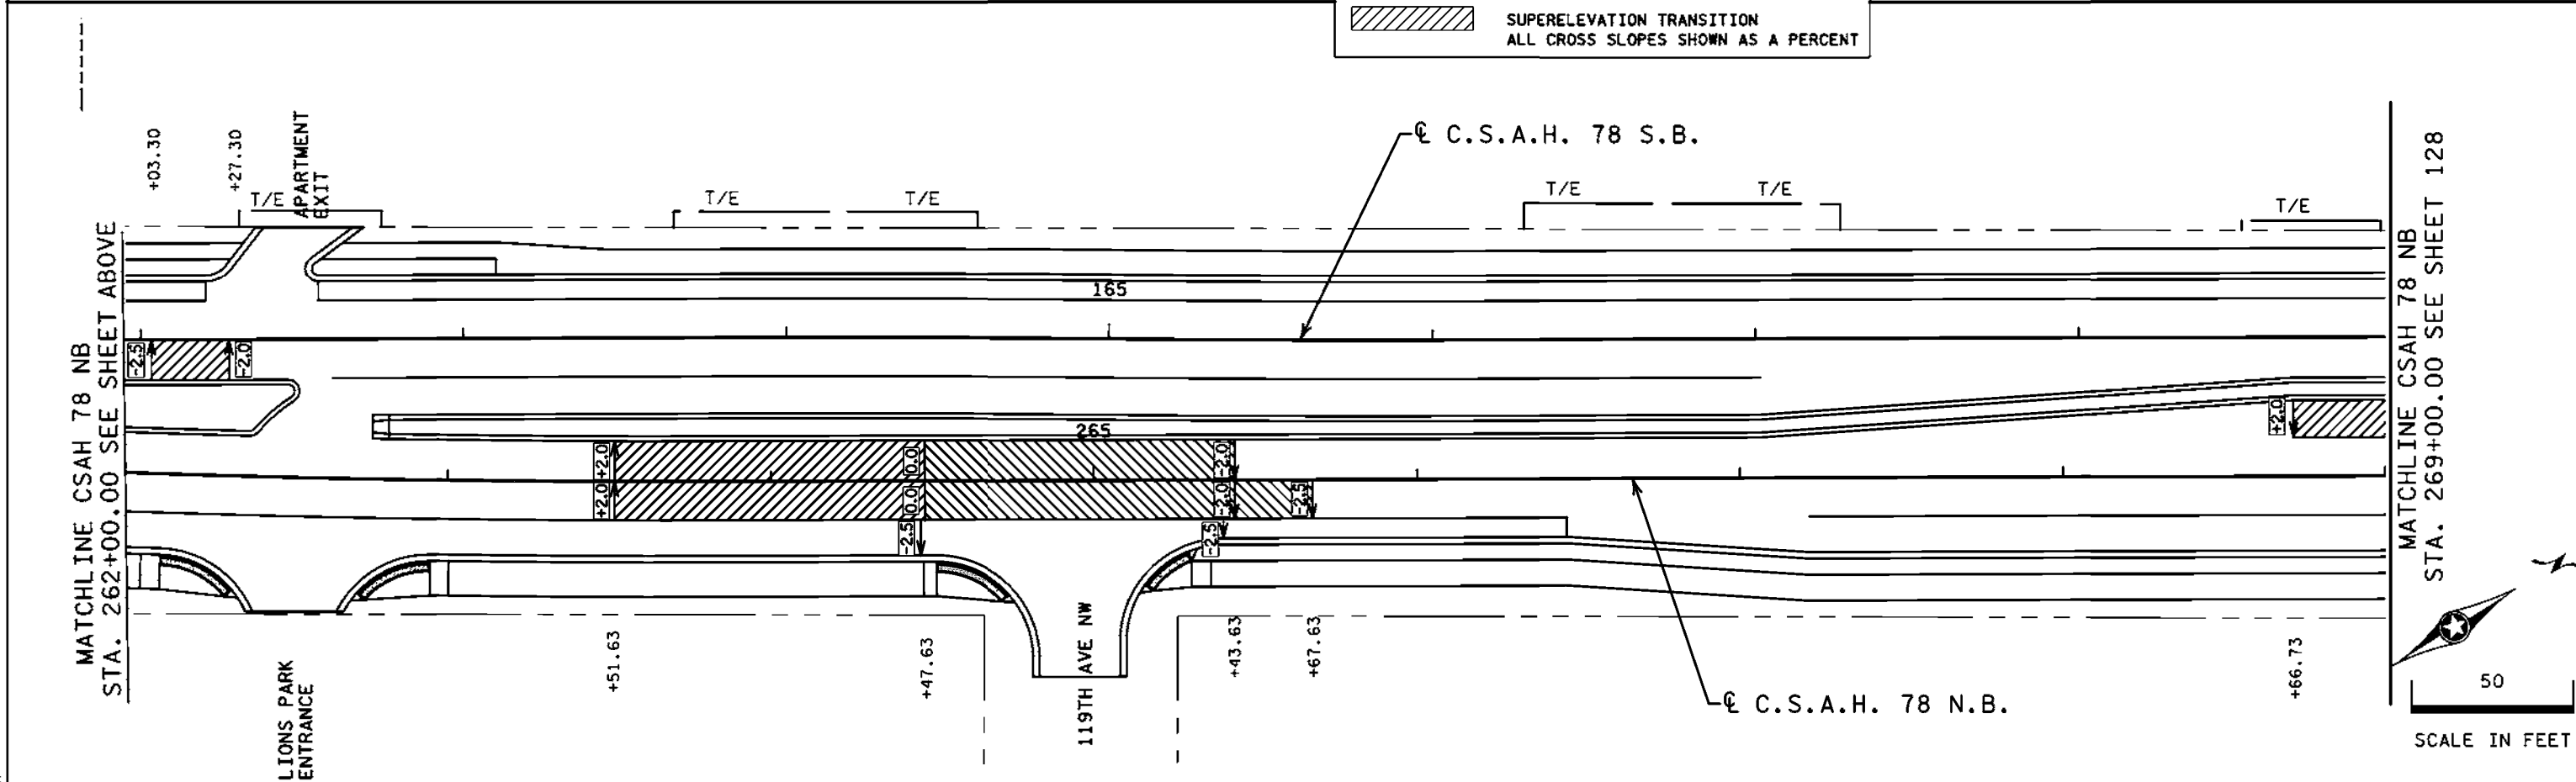 SUPERELEVATION TRANSITION
ALL CROSS SLOPES SHOWN AS A PERCENT
+03.30
+27.30
APARTMENT
EXIT
T/E
T/E
T/E
T/E
T/E
T/E
℄ C.S.A.H. 78 S.B.
MATCHLINE CSAH 78 NB
STA. 262+00.00 SEE SHEET ABOVE
MATCHLINE CSAH 78 NB
STA. 269+00.00 SEE SHEET 128
165
-2.5
-2.0
265
+2.0
0.0
-2.0
+2.0
+2.0
0.0
-2.0
-2.5
-2.5
-2.5
+51.63
+47.63
+43.63
+67.63
+66.73
LIONS PARK
ENTRANCE
119TH AVE NW
℄ C.S.A.H. 78 N.B.
50
SCALE IN FEET